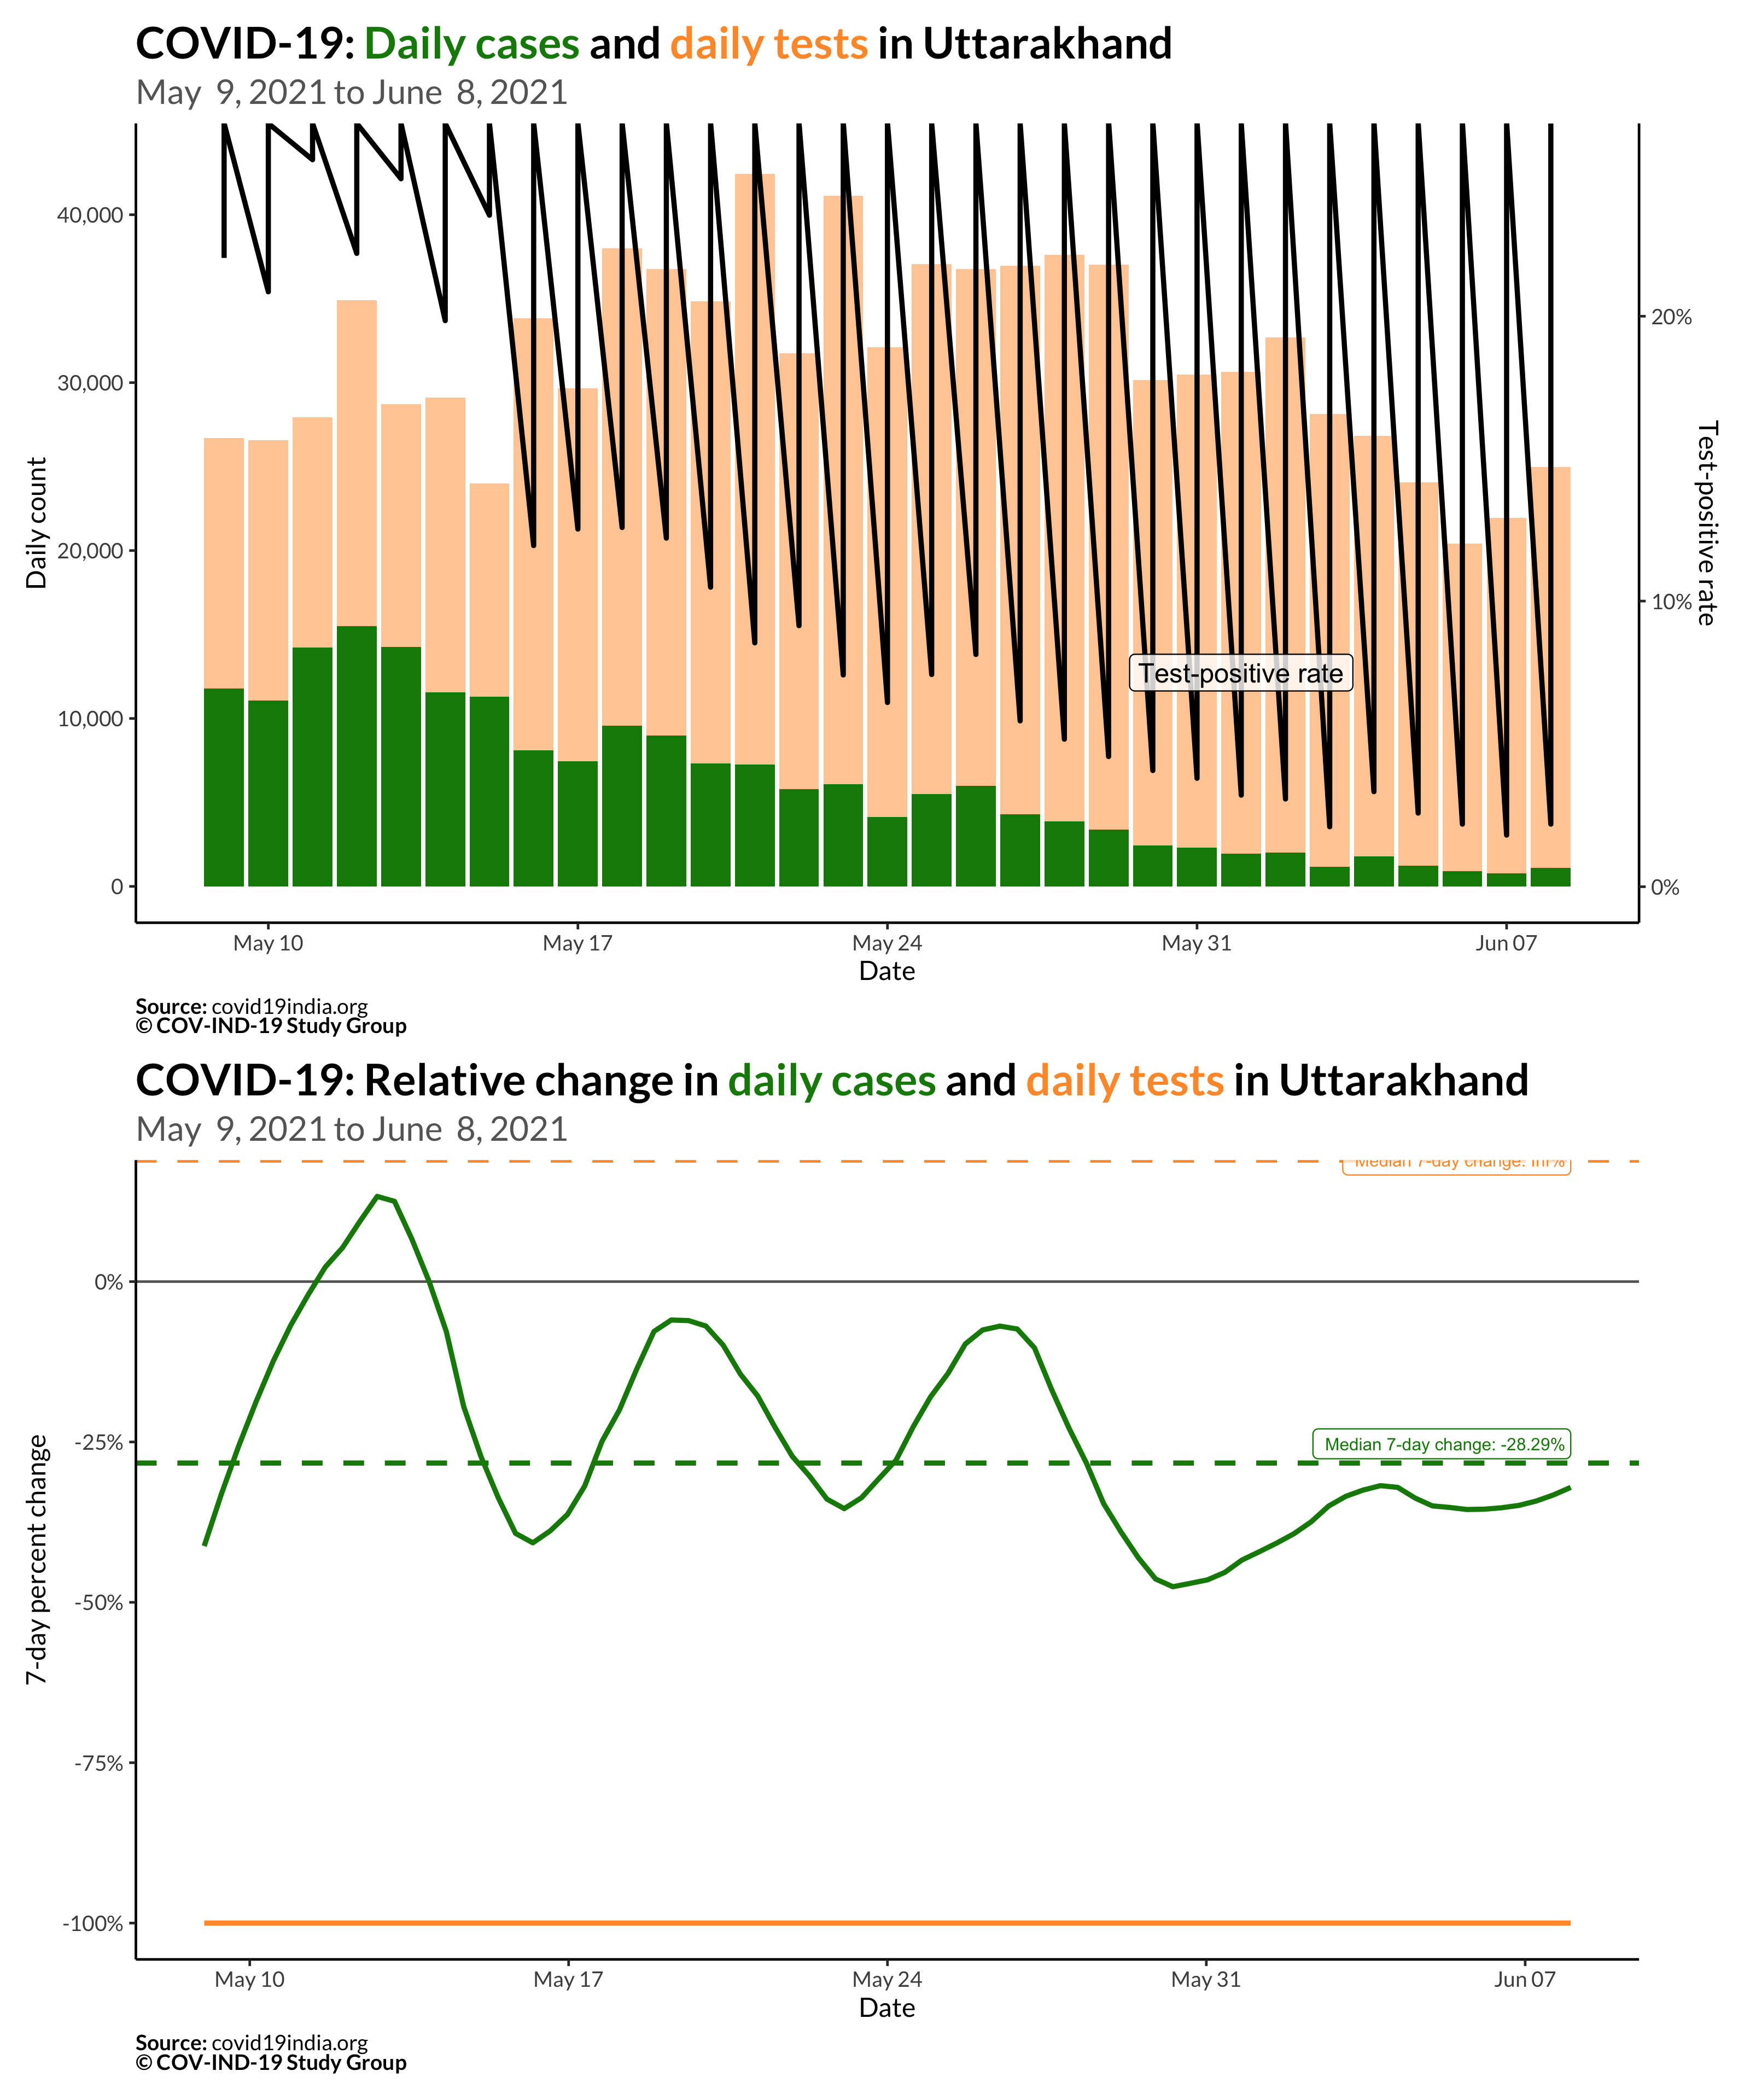 COVID-19: Daily cases and daily tests in Uttarakhand
May 9, 2021 to June 8, 2021
40,000
30,000
20,000
10,000
0
Daily count
20%
10%
0%
Test-positive rate
Test-positive rate
May 10
May 17
May 24
May 31
Jun 07
Date
Source: covid19india.org
© COV-IND-19 Study Group
COVID-19: Relative change in daily cases and daily tests in Uttarakhand
May 9, 2021 to June 8, 2021
Median 7-day change: Inf%
0%
-25%
-50%
-75%
-100%
7-day percent change
Median 7-day change: -28.29%
May 10
May 17
May 24
May 31
Jun 07
Date
Source: covid19india.org
© COV-IND-19 Study Group